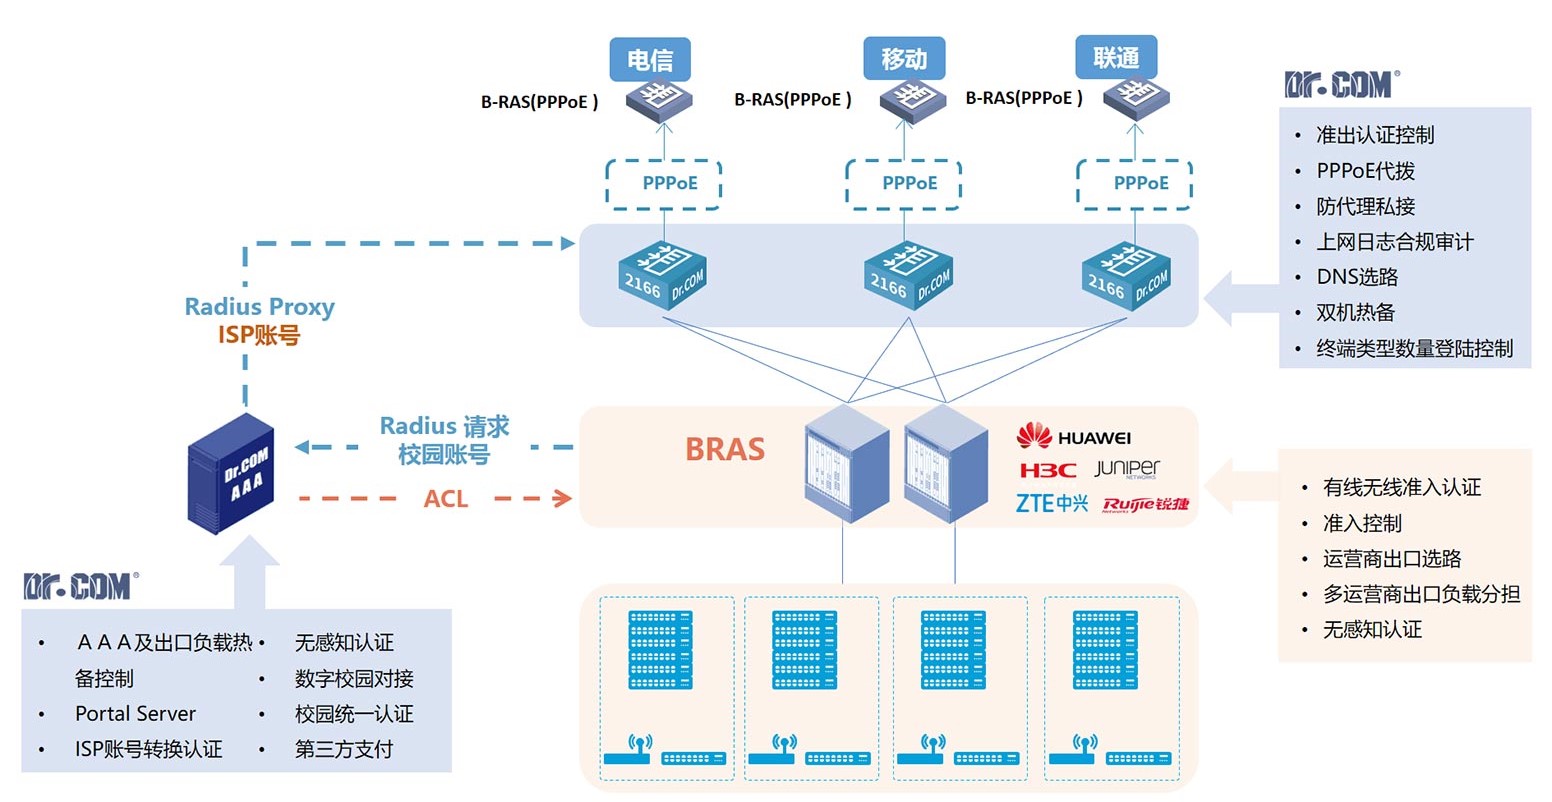 电信
移动
联通
B-RAS(PPPoE )
B-RAS(PPPoE )
B-RAS(PPPoE )
PPPoE
PPPoE
PPPoE
2166 Dr.COM
2166 Dr.COM
2166 Dr.COM
Dr.COM®
• 准出认证控制
• PPPoE代拨
• 防代理私接
• 上网日志合规审计
• DNS选路
• 双机热备
• 终端类型数量登陆控制
Radius Proxy
ISP账号
Radius 请求
校园账号
ACL
Dr.COM
AAA
BRAS
HUAWEI
H3C
JUNIPER
NETWORKS
ZTE中兴
Ruijie锐捷
Networks
• 有线无线准入认证
• 准入控制
• 运营商出口选路
• 多运营商出口负载分担
• 无感知认证
Dr.COM®
• ＡＡＡ及出口负载热
备控制
• Portal Server
• ISP账号转换认证
• 无感知认证
• 数字校园对接
• 校园统一认证
• 第三方支付